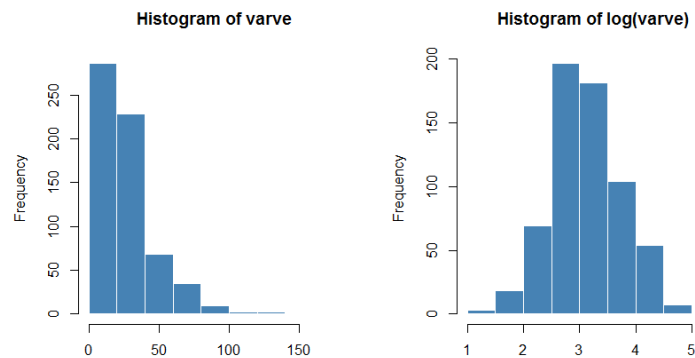 Histogram of varve
Frequency
0 50 100 150 200 250
0 50 100 150
Histogram of log(varve)
Frequency
0 50 100 150 200
1 2 3 4 5